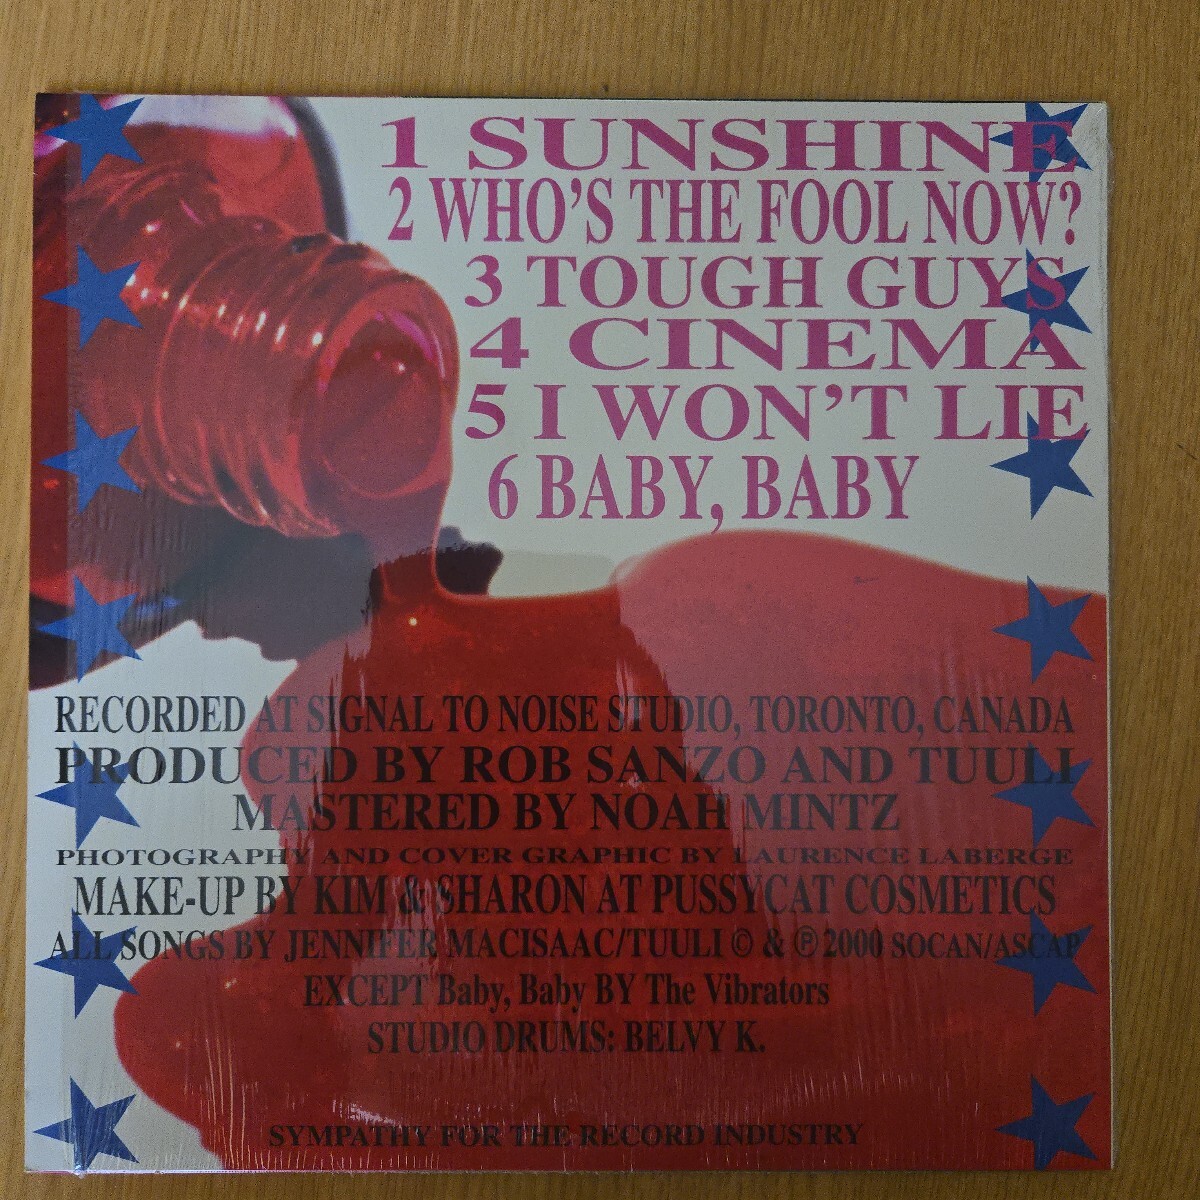 1 SUNSHINE
2 WHO'S THE FOOL NOW?
3 TOUGH GUYS
4 CINEMA
5 I WON'T LIE
6 BABY, BABY
RECORDED AT SIGNAL TO NOISE STUDIO, TORONTO, CANADA
PRODUCED BY ROB SANZO AND TUULI
MASTERED BY NOAH MINTZ
PHOTOGRAPHY AND COVER GRAPHIC BY LAURENCE LABERGE
MAKE-UP BY KIM & SHARON AT PUSSYCAT COSMETICS
ALL SONGS BY JENNIFER MACISAAC/TUULI © & ℗ 2000 SOCAN/ASCAP
EXCEPT Baby, Baby BY The Vibrators
STUDIO DRUMS: BELVY K.
SYMPATHY FOR THE RECORD INDUSTRY